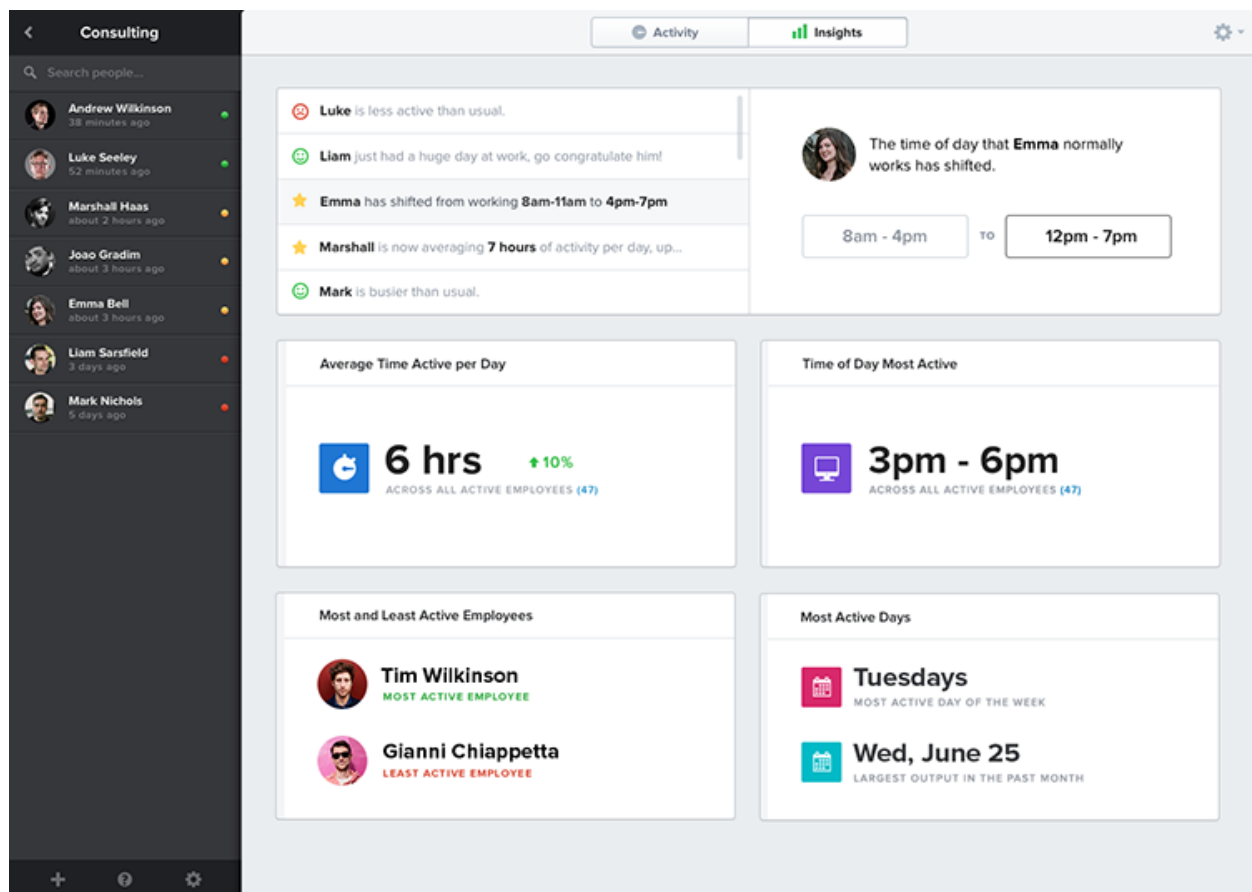 Consulting
Search people...
Andrew Wilkinson
38 minutes ago
Luke Seeley
52 minutes ago
Marshall Haas
about 2 hours ago
Joao Gradim
about 3 hours ago
Emma Bell
about 3 hours ago
Liam Sarsfield
3 days ago
Mark Nichols
5 days ago
Activity
Insights
Luke is less active than usual.
Liam just had a huge day at work, go congratulate him!
Emma has shifted from working 8am-11am to 4pm-7pm
Marshall is now averaging 7 hours of activity per day, up...
Mark is busier than usual.
The time of day that Emma normally
works has shifted.
8am - 4pm TO 12pm - 7pm
Average Time Active per Day
6 hrs 10%
ACROSS ALL ACTIVE EMPLOYEES (47)
Time of Day Most Active
3pm - 6pm
ACROSS ALL ACTIVE EMPLOYEES (47)
Most and Least Active Employees
Tim Wilkinson
MOST ACTIVE EMPLOYEE
Gianni Chiappetta
LEAST ACTIVE EMPLOYEE
Most Active Days
Tuesdays
MOST ACTIVE DAY OF THE WEEK
Wed, June 25
LARGEST OUTPUT IN THE PAST MONTH